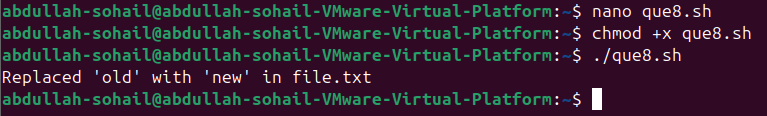 abdullah-sohail@abdullah-sohail-VMware-Virtual-Platform:~$ nano que8.sh
abdullah-sohail@abdullah-sohail-VMware-Virtual-Platform:~$ chmod +x que8.sh
abdullah-sohail@abdullah-sohail-VMware-Virtual-Platform:~$ ./que8.sh
Replaced 'old' with 'new' in file.txt
abdullah-sohail@abdullah-sohail-VMware-Virtual-Platform:~$